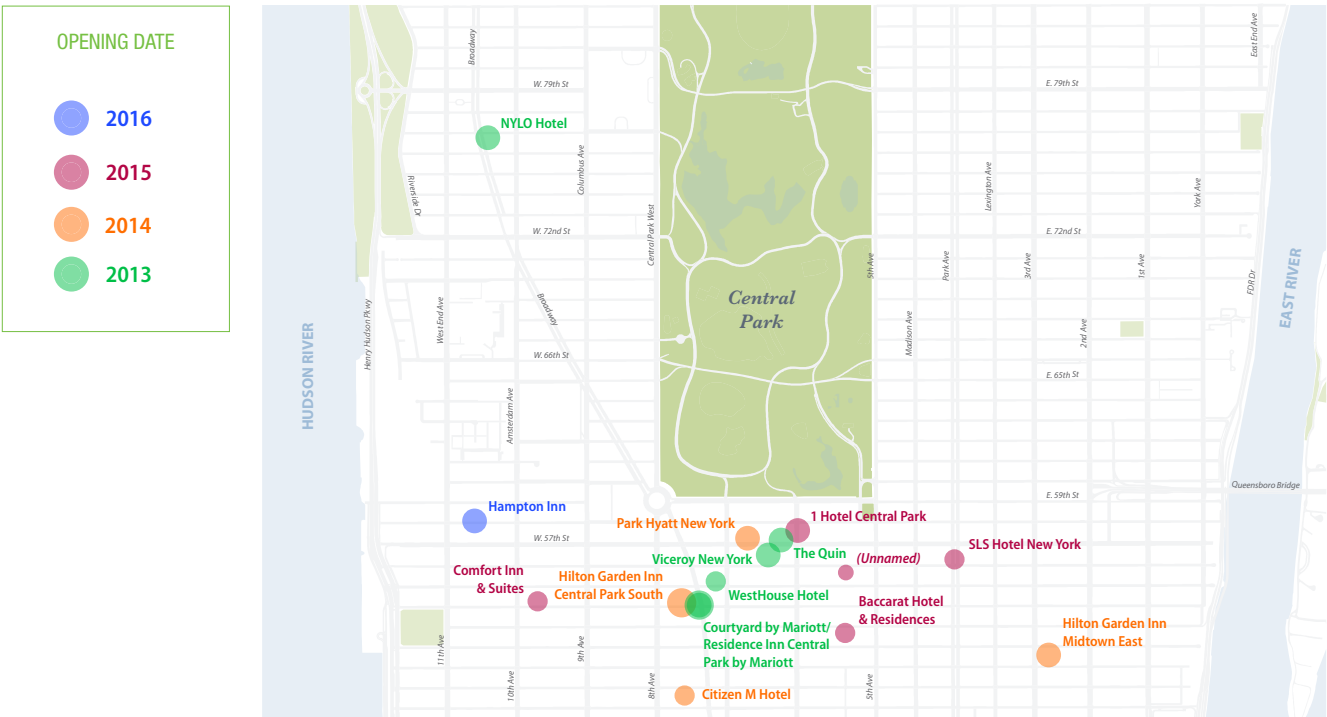 OPENING DATE
2016
2015
2014
2013
Broadway
East End Ave
W. 79th St
E. 79th St
NYLO Hotel
Columbus Ave
Lexington Ave
Riverside Dr
York Ave
Central Park West
W. 72nd St
E. 72nd St
5th Ave
Park Ave
3rd Ave
1st Ave
FDR Dr
EAST RIVER
Central
Park
Broadway
West End Ave
Henry Hudson Pkwy
HUDSON RIVER
Madison Ave
2nd Ave
W. 66th St
E. 65th St
Amsterdam Ave
Queensboro Bridge
E. 59th St
Hampton Inn
1 Hotel Central Park
Park Hyatt New York
W. 57th St
SLS Hotel New York
The Quin
(Unnamed)
Viceroy New York
Comfort Inn
& Suites
Hilton Garden Inn
Central Park South
WestHouse Hotel
Baccarat Hotel
& Residences
Courtyard by Mariott/
Residence Inn Central
Park by Mariott
Hilton Garden Inn
Midtown East
11th Ave
9th Ave
10th Ave
8th Ave
5th Ave
Citizen M Hotel